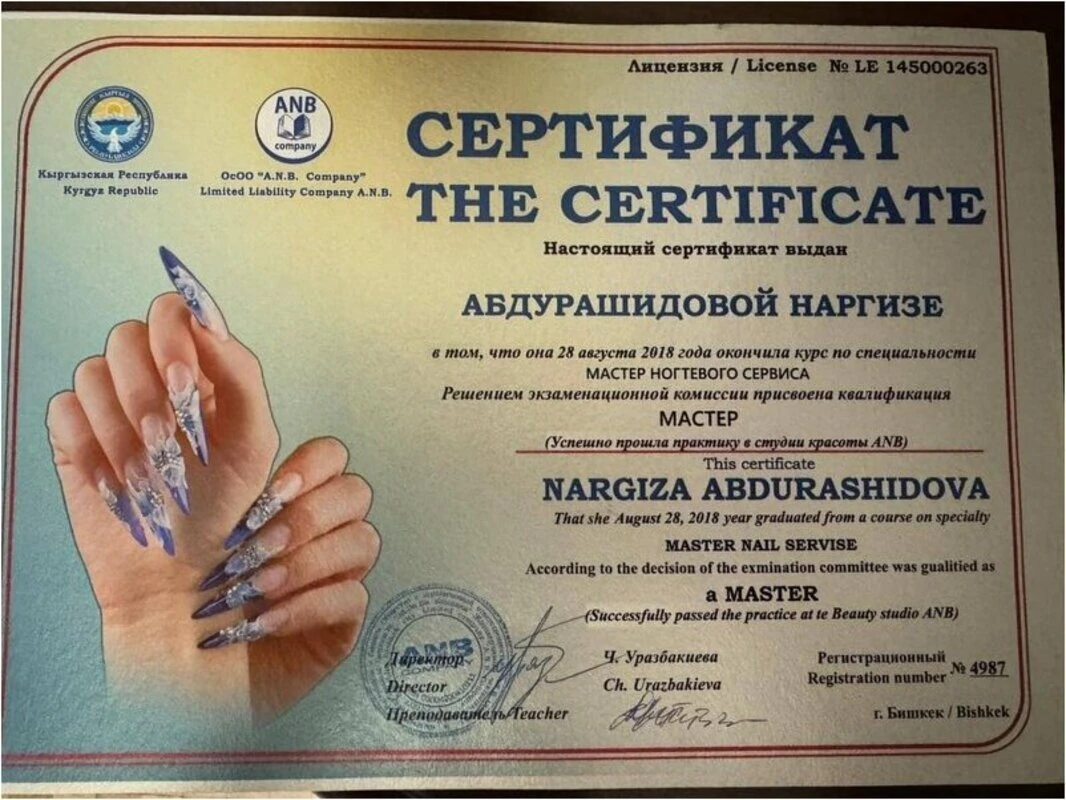 Лицензия / License № LE 145000263
ANB
company
Кыргызская Республика
Kyrgyz Republic
ОсОО "A.N.B. Company"
Limited Liability Company A.N.B.
СЕРТИФИКАТ
THE CERTIFICATE
Настоящий сертификат выдан
АБДУРАШИДОВОЙ НАРГИЗЕ
в том, что она 28 августа 2018 года окончила курс по специальности
МАСТЕР НОГТЕВОГО СЕРВИСА
Решением экзаменационной комиссии присвоена квалификация
МАСТЕР
(Успешно прошла практику в студии красоты ANB)
This certificate
NARGIZA ABDURASHIDOVA
That she August 28, 2018 year graduated from a course on specialty
MASTER NAIL SERVISE
According to the decision of the exmination committee was gualitied as
a MASTER
(Successfully passed the practice at te Beauty studio ANB)
ANB
COMPANY
Директор
Director
Ч. Уразбакиева
Ch. Urazbakieva
Преподаватель/Teacher
Регистрационный
Registration number № 4987
г. Бишкек / Bishkek